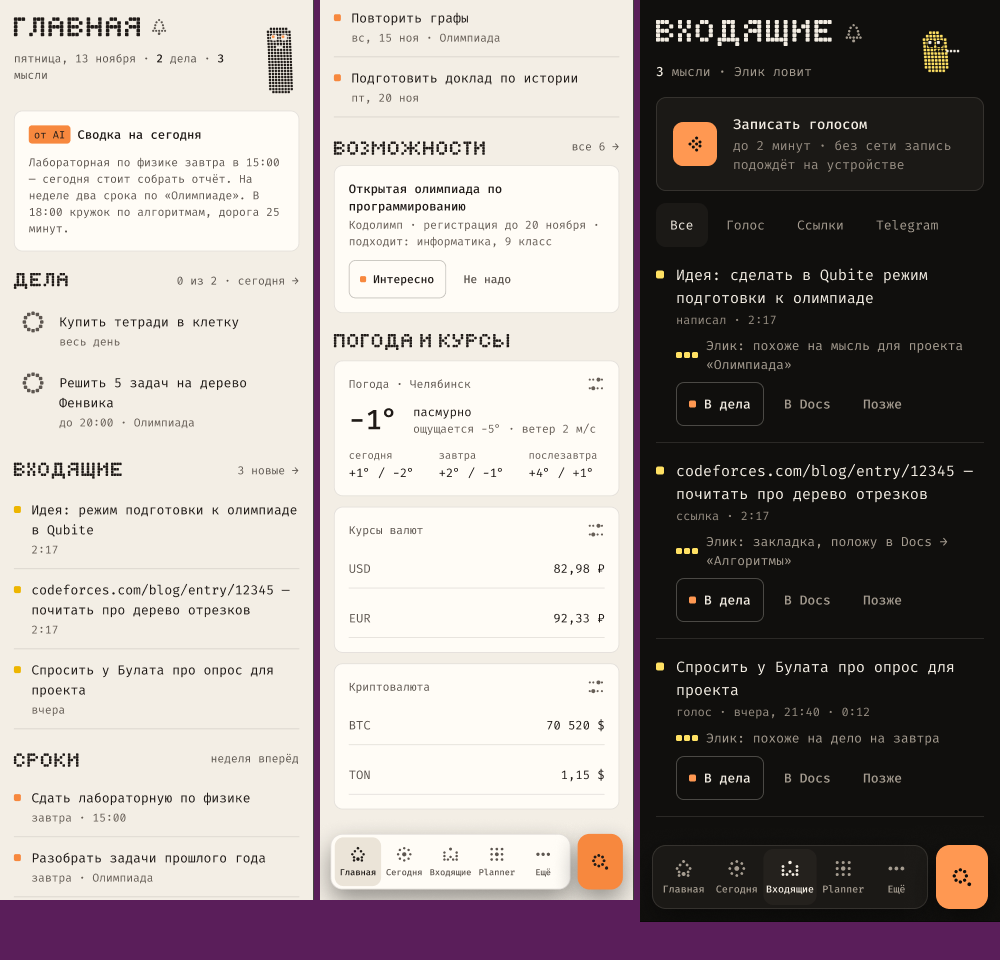 ГЛАВНАЯ
пятница, 13 ноября · 2 дела · 3
мысли
от AI Сводка на сегодня
Лабораторная по физике завтра в 15:00
— сегодня стоит собрать отчёт. На
неделе два срока по «Олимпиаде». В
18:00 кружок по алгоритмам, дорога 25
минут.
ДЕЛА
0 из 2 · сегодня →
Купить тетради в клетку
весь день
Решить 5 задач на дерево
Фенвика
до 20:00 · Олимпиада
ВХОДЯЩИЕ
3 новые →
Идея: режим подготовки к олимпиаде
в Qubite
2:17
codeforces.com/blog/entry/12345 —
почитать про дерево отрезков
2:17
Спросить у Булата про опрос для
проекта
вчера
СРОКИ
неделя вперёд
Сдать лабораторную по физике
завтра · 15:00
Разобрать задачи прошлого года
завтра · Олимпиада
Повторить графы
вс, 15 ноя · Олимпиада
Подготовить доклад по истории
пт, 20 ноя
ВОЗМОЖНОСТИ
все 6 →
Открытая олимпиада по
программированию
Кодолимп · регистрация до 20 ноября ·
подходит: информатика, 9 класс
Интересно
Не надо
ПОГОДА И КУРСЫ
Погода · Челябинск
-1°
пасмурно
ощущается -5° · ветер 2 м/с
сегодня завтра послезавтра
+1° / -2° +2° / -1° +4° / +1°
Курсы валют
USD 82,98 ₽
EUR 92,33 ₽
Криптовалюта
BTC 70 520 $
TON 1,15 $
Главная Сегодня Входящие Planner Ещё
ВХОДЯЩИЕ
3 мысли · Элик ловит
Записать голосом
до 2 минут · без сети запись
подождёт на устройстве
Все Голос Ссылки Telegram
Идея: сделать в Qubite режим
подготовки к олимпиаде
написал · 2:17
Элик: похоже на мысль для проекта
«Олимпиада»
В дела В Docs Позже
codeforces.com/blog/entry/12345 —
почитать про дерево отрезков
ссылка · 2:17
Элик: закладка, положу в Docs →
«Алгоритмы»
В дела В Docs Позже
Спросить у Булата про опрос для
проекта
голос · вчера, 21:40 · 0:12
Элик: похоже на дело на завтра
В дела В Docs Позже
Главная Сегодня Входящие Planner Ещё